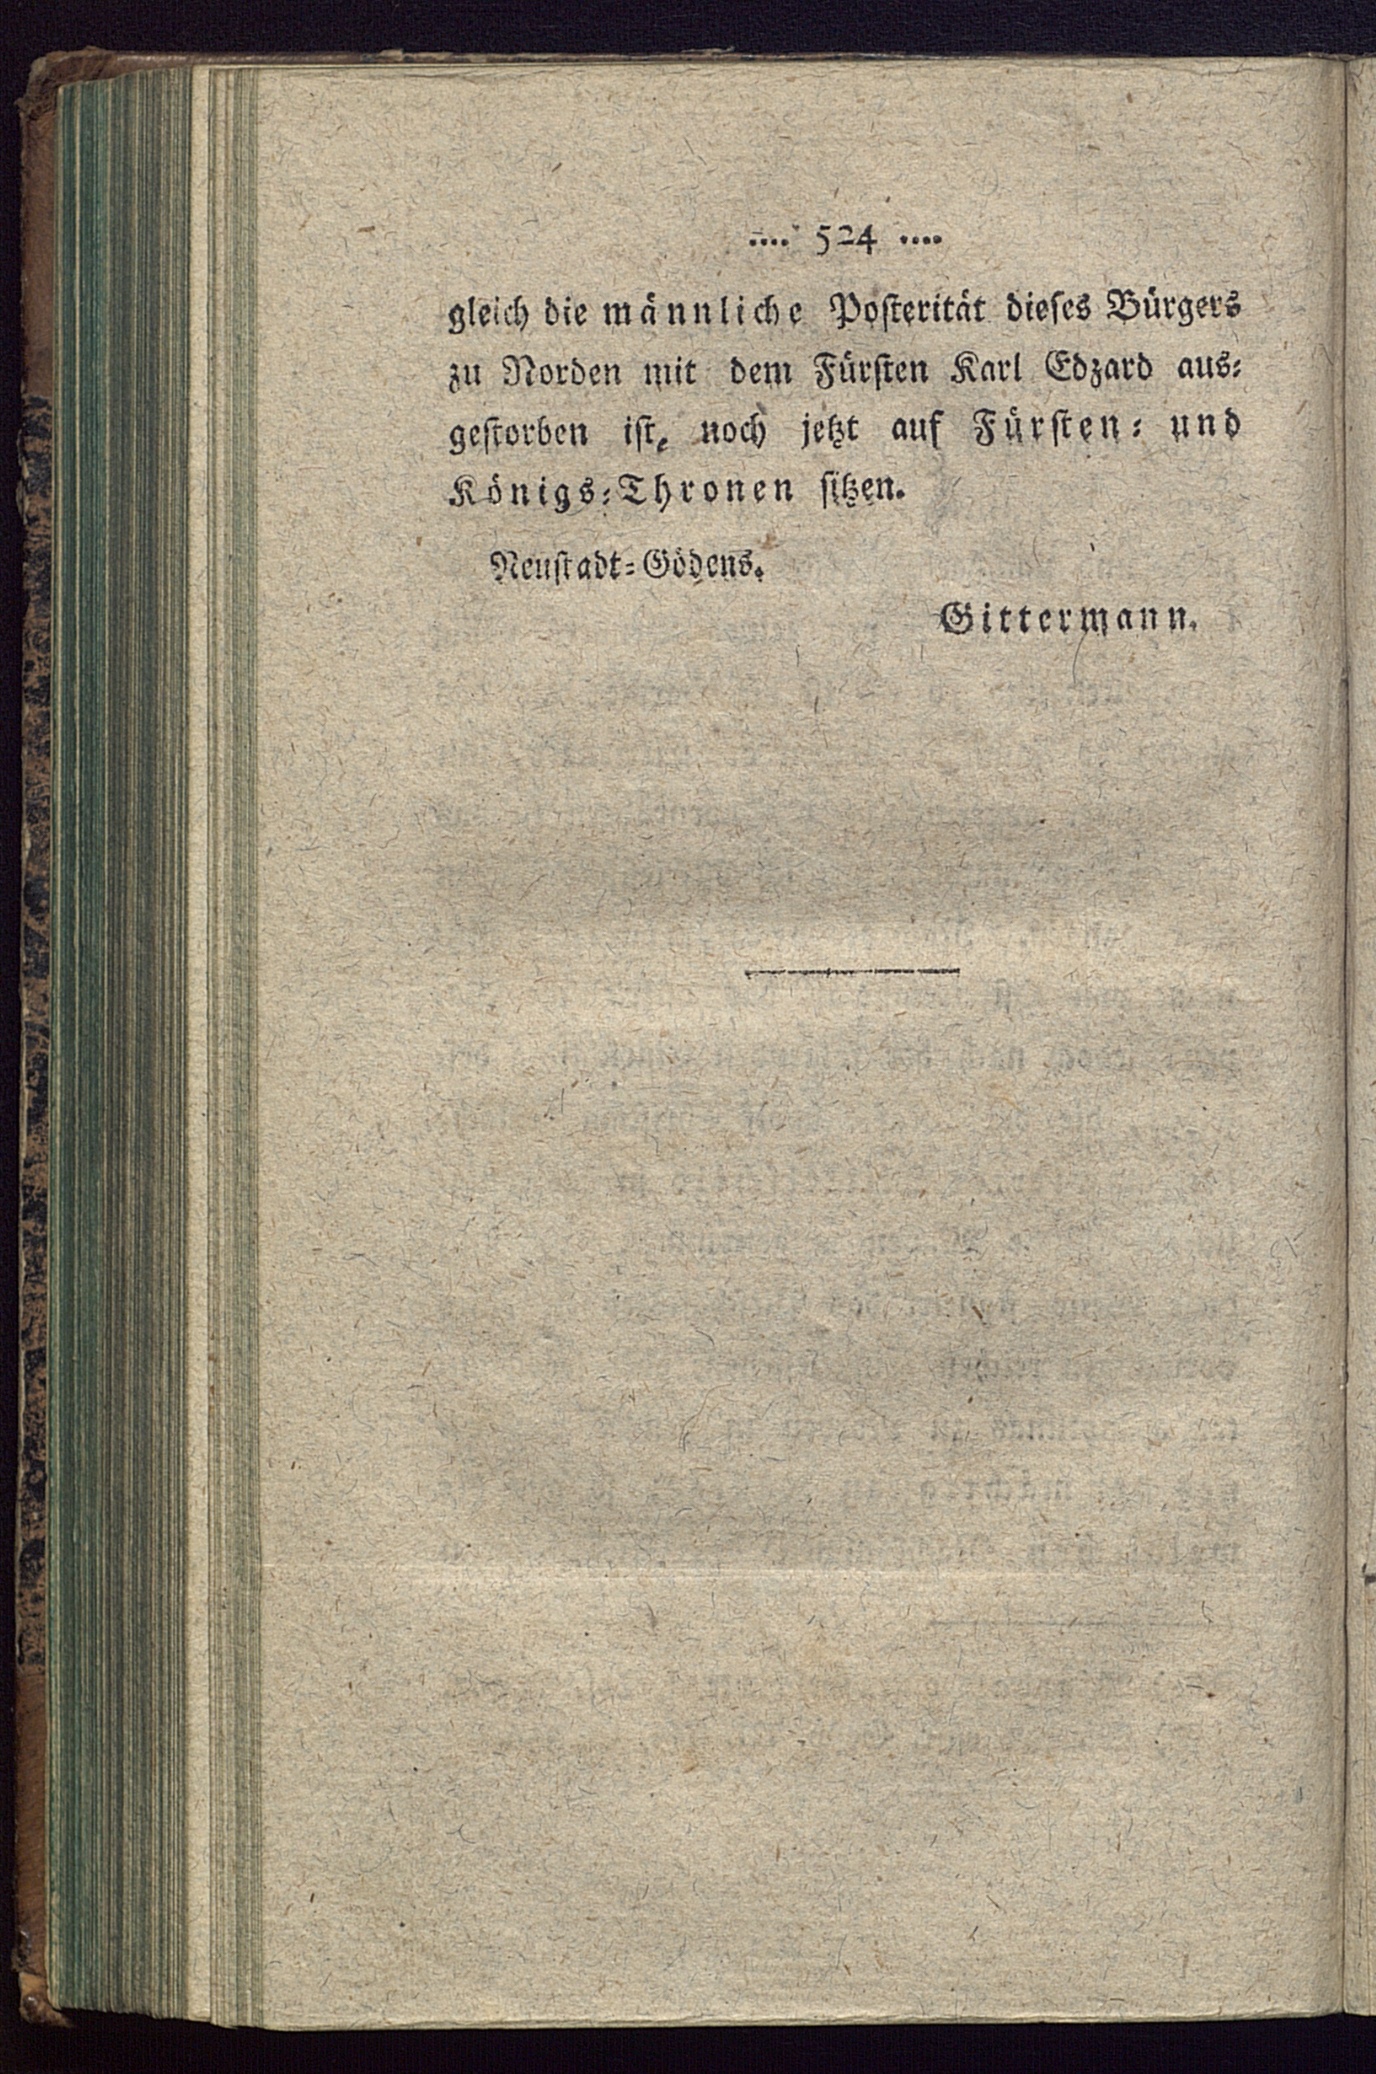 .... 524 ....
gleich die männliche Posterität dieses Bürgers
zu Norden mit dem Fürsten Karl Edzard aus-
gestorben ist, noch jetzt auf Fürsten- und
Königs-Thronen sitzen.
Neustadt-Gödens.
Gittermann.